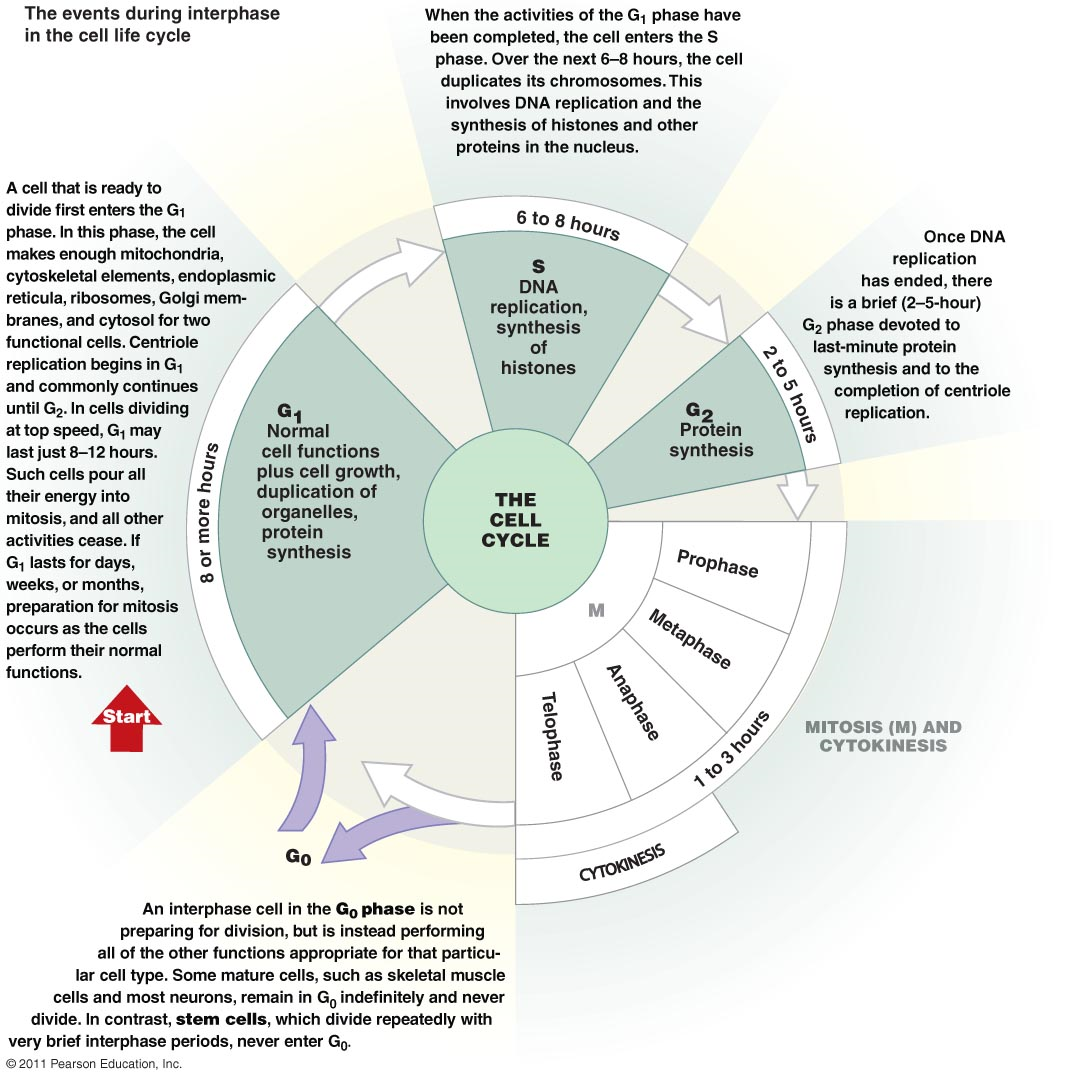 The events during interphase
in the cell life cycle
When the activities of the G1 phase have
been completed, the cell enters the S
phase. Over the next 6–8 hours, the cell
duplicates its chromosomes. This
involves DNA replication and the
synthesis of histones and other
proteins in the nucleus.
A cell that is ready to
divide first enters the G1
phase. In this phase, the cell
makes enough mitochondria,
cytoskeletal elements, endoplasmic
reticula, ribosomes, Golgi mem-
branes, and cytosol for two
functional cells. Centriole
replication begins in G1
and commonly continues
until G2. In cells dividing
at top speed, G1 may
last just 8–12 hours.
Such cells pour all
their energy into
mitosis, and all other
activities cease. If
G1 lasts for days,
weeks, or months,
preparation for mitosis
occurs as the cells
perform their normal
functions.
Start
Once DNA
replication
has ended, there
is a brief (2–5-hour)
G2 phase devoted to
last-minute protein
synthesis and to the
completion of centriole
replication.
6 to 8 hours
S
DNA
replication,
synthesis
of
histones
2 to 5 hours
G2
Protein
synthesis
8 or more hours
G1
Normal
cell functions
plus cell growth,
duplication of
organelles,
protein
synthesis
THE
CELL
CYCLE
M
Prophase
Metaphase
Anaphase
Telophase
1 to 3 hours
MITOSIS (M) AND
CYTOKINESIS
CYTOKINESIS
G0
An interphase cell in the G0 phase is not
preparing for division, but is instead performing
all of the other functions appropriate for that particu-
lar cell type. Some mature cells, such as skeletal muscle
cells and most neurons, remain in G0 indefinitely and never
divide. In contrast, stem cells, which divide repeatedly with
very brief interphase periods, never enter G0.
© 2011 Pearson Education, Inc.